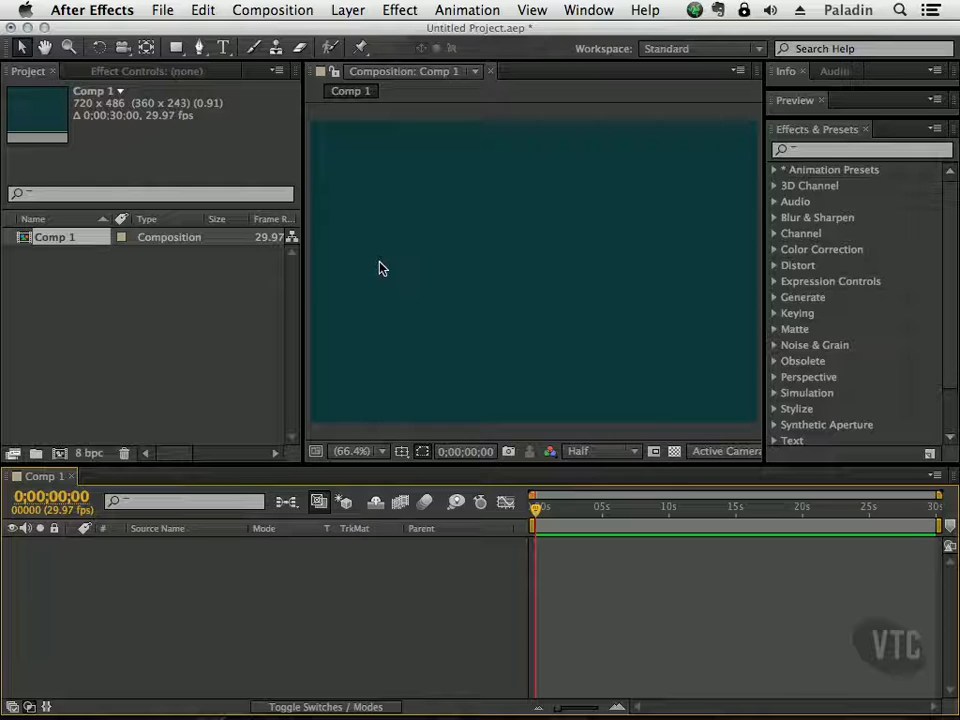 After Effects File Edit Composition Layer Effect Animation View Window Help Paladin
Untitled Project.aep *
Workspace: Standard Search Help
Project Effect Controls: (none) Composition: Comp 1 Info Audio
Comp 1
720 x 486 (360 x 243) (0.91)
Δ 0;00;30;00, 29.97 fps
Comp 1
Preview
Effects & Presets
* Animation Presets
3D Channel
Audio
Blur & Sharpen
Channel
Color Correction
Distort
Expression Controls
Generate
Keying
Matte
Noise & Grain
Obsolete
Perspective
Simulation
Stylize
Synthetic Aperture
Text
Name Type Size Frame R...
Comp 1 Composition 29.97
8 bpc
(66.4%) 0;00;00;00 Half Active Camera
Comp 1
0;00;00;00
00000 (29.97 fps)
# Source Name Mode T TrkMat Parent
05s 10s 15s 20s 25s 30s
Toggle Switches / Modes
VTC